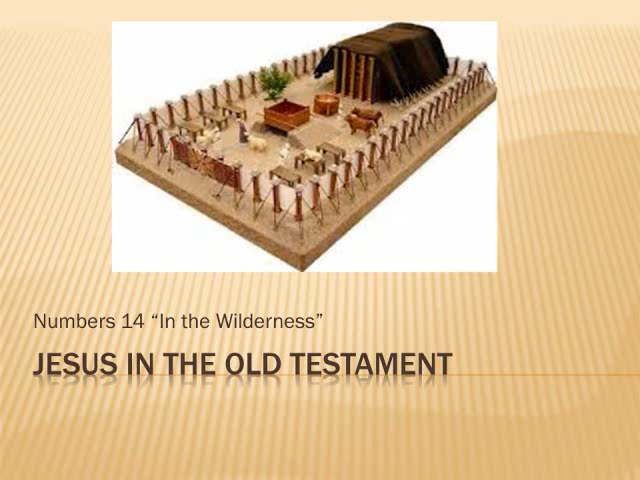 Numbers 14 “In the Wilderness”
JESUS IN THE OLD TESTAMENT